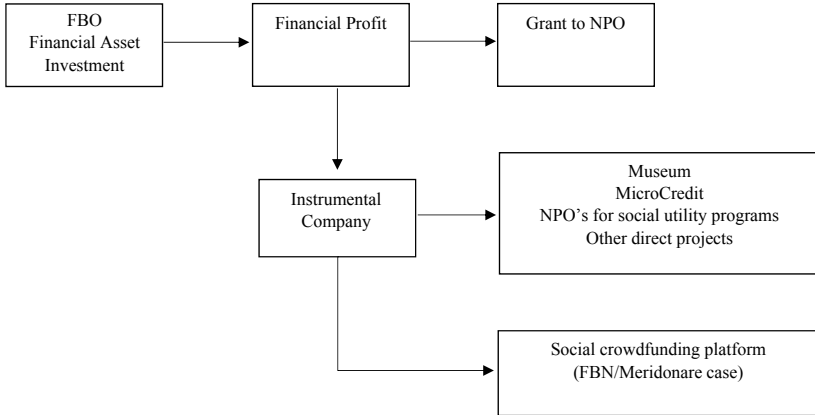 FBO
Financial Asset
Investment
Financial Profit
Grant to NPO
Instrumental
Company
Museum
MicroCredit
NPO's for social utility programs
Other direct projects
Social crowdfunding platform
(FBN/Meridonare case)